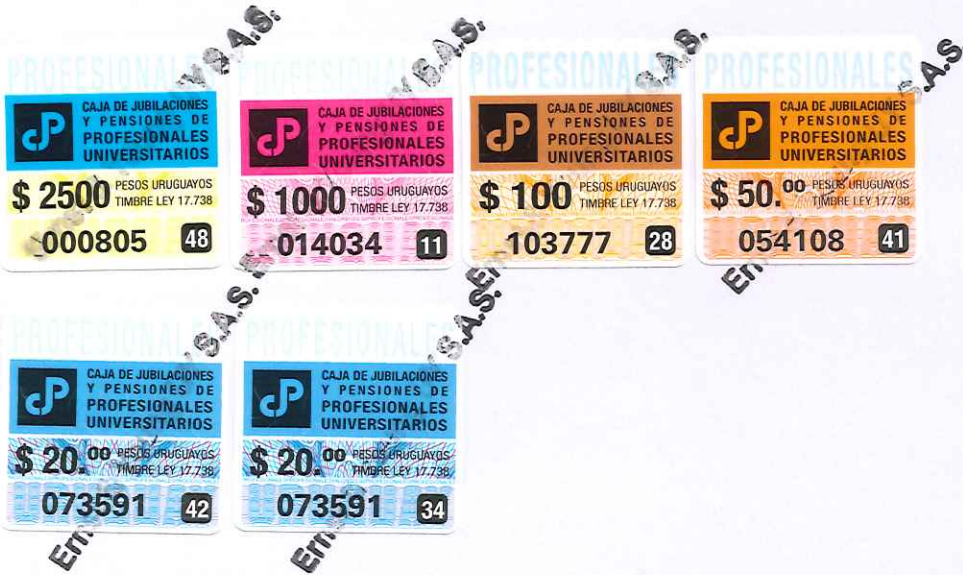 PROFESIONALES
CAJA DE JUBILACIONES
Y PENSIONES DE
PROFESIONALES
UNIVERSITARIOS
$ 2500 PESOS URUGUAYOS
TIMBRE LEY 17.738
000805 48
PROFESIONALES
CAJA DE JUBILACIONES
Y PENSIONES DE
PROFESIONALES
UNIVERSITARIOS
$ 1000 PESOS URUGUAYOS
TIMBRE LEY 17.738
014034 11
PROFESIONALES
CAJA DE JUBILACIONES
Y PENSIONES DE
PROFESIONALES
UNIVERSITARIOS
$ 100 PESOS URUGUAYOS
TIMBRE LEY 17.738
103777 28
PROFESIONALES
CAJA DE JUBILACIONES
Y PENSIONES DE
PROFESIONALES
UNIVERSITARIOS
$ 50.00 PESOS URUGUAYOS
TIMBRE LEY 17.738
054108 41
PROFESIONALES
CAJA DE JUBILACIONES
Y PENSIONES DE
PROFESIONALES
UNIVERSITARIOS
$ 20.00 PESOS URUGUAYOS
TIMBRE LEY 17.738
073591 42
PROFESIONALES
CAJA DE JUBILACIONES
Y PENSIONES DE
PROFESIONALES
UNIVERSITARIOS
$ 20.00 PESOS URUGUAYOS
TIMBRE LEY 17.738
073591 34
S.A.S.
S.A.S.
S.A.S.
S.A.S
S.A.S.
S.A.S.